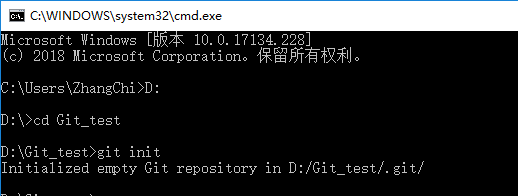 C:\WINDOWS\system32\cmd.exe
Microsoft Windows [版本 10.0.17134.228]
(c) 2018 Microsoft Corporation。保留所有权利。
C:\Users\ZhangChi>D:
D:\>cd Git_test
D:\Git_test>git init
Initialized empty Git repository in D:/Git_test/.git/